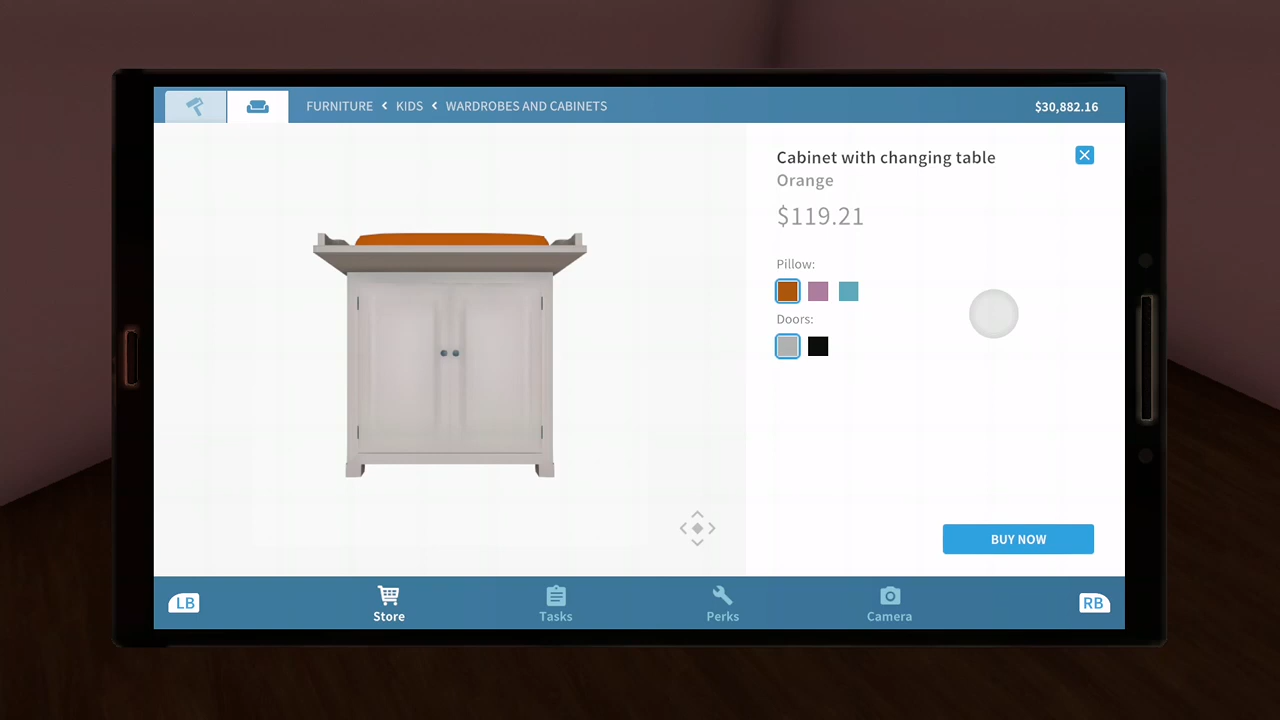 FURNITURE < KIDS < WARDROBES AND CABINETS
$30,882.16
Cabinet with changing table
Orange
$119.21
Pillow:
Doors:
BUY NOW
LB
Store
Tasks
Perks
Camera
RB